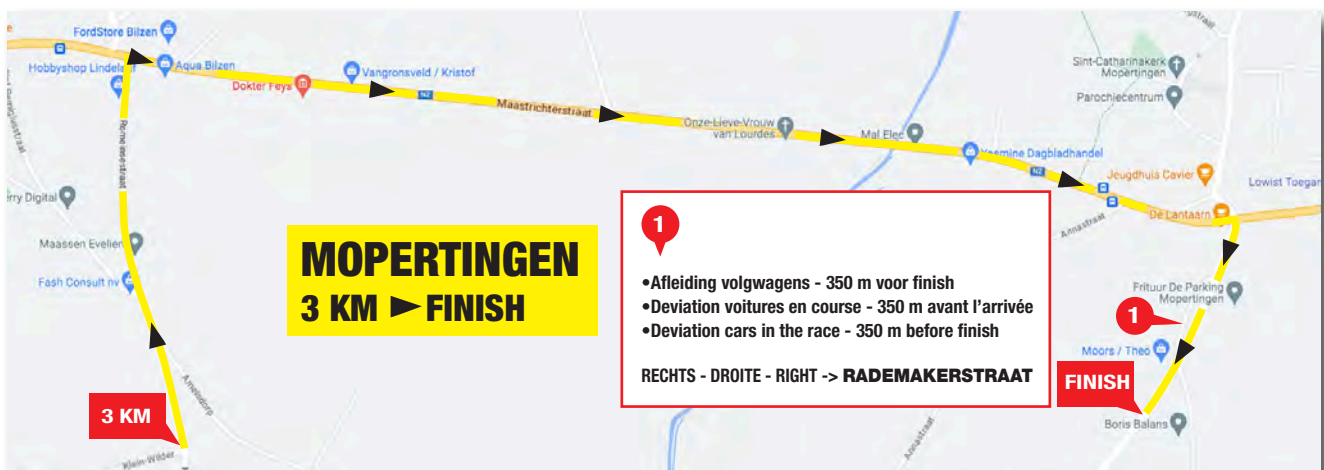 FordStore Bilzen
Hobbyshop Lindelauf
Aqua Bilzen
Dokter Feys
Vangronsveld / Kristof
N2
Maastrichterstraat
Onze-Lieve-Vrouw
van Lourdes
Mal Elec
Yasmine Dagbladhandel
N2
Sint-Catharinakerk
Mopertingen
Parochiecentrum
Jeugdhuis Cavier
Lowist Toegan
De Lantaarn
Annastraat
Romeinsestraat
rry Digital
Maassen Evelien
Fash Consult nv
MOPERTINGEN
3 KM FINISH
1
•Afleiding volgwagens - 350 m voor finish
•Deviation voitures en course - 350 m avant l'arrivée
•Deviation cars in the race - 350 m before finish
RECHTS - DROITE - RIGHT -> RADEMAKERSTRAAT
Frituur De Parking
Mopertingen
1
Moors / Theo
FINISH
Boris Balans
Annastraat
3 KM
Amelsdorp
Klein-Wilder